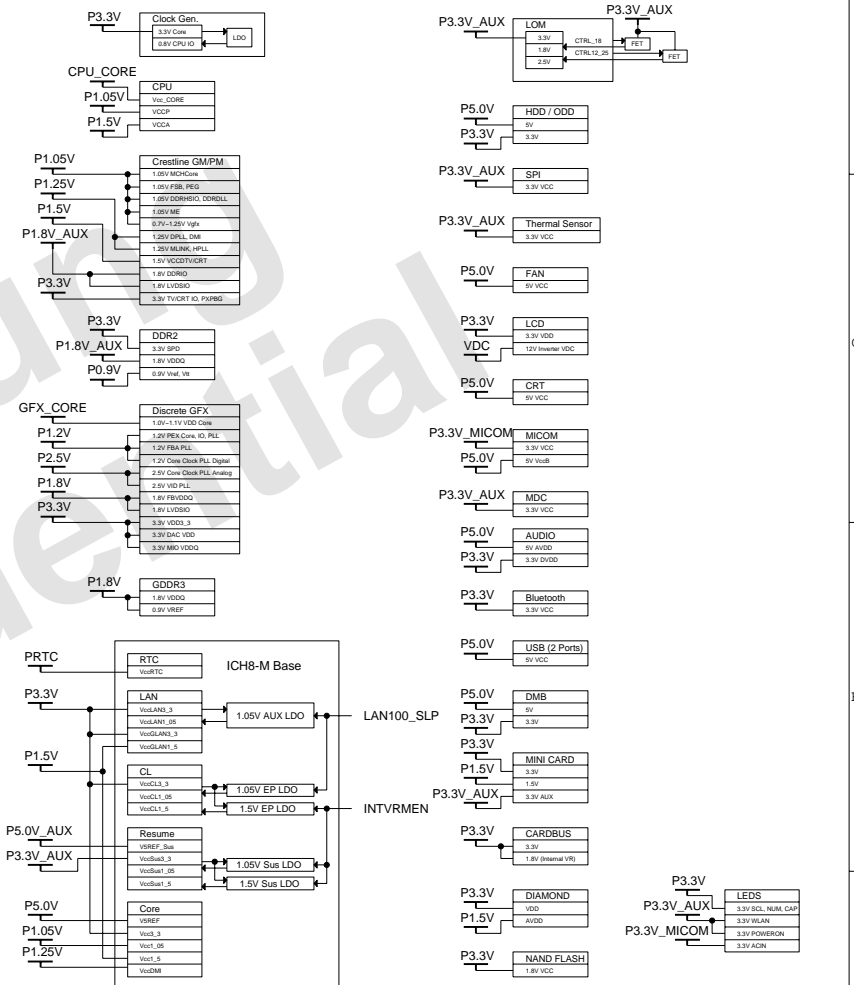 P3.3V
Clock Gen.
3.3V Core
0.8V CPU IO
LDO
CPU_CORE
P1.05V
P1.5V
CPU
Vcc_CORE
VCCP
VCCA
P1.05V
P1.25V
P1.5V
P1.8V_AUX
P3.3V
Crestline GM/PM
1.05V MCHCore
1.05V FSB, PEG
1.05V DDRHSIO, DDRDLL
1.05V ME
0.7V~1.25V Vgfx
1.25V DPLL, DMI
1.25V MLINK, HPLL
1.5V VCCDTV/CRT
1.8V DDRIO
1.8V LVDSIO
3.3V TV/CRT IO, PXPBG
P3.3V
P1.8V_AUX
P0.9V
DDR2
3.3V SPD
1.8V VDDQ
0.9V Vref, Vtt
GFX_CORE
P1.2V
P2.5V
P1.8V
P3.3V
Discrete GFX
1.0V~1.1V VDD Core
1.2V PEX Core, IO, PLL
1.2V FBA PLL
1.2V Core Clock PLL Digital
2.5V Core Clock PLL Analog
2.5V VID PLL
1.8V FBVDDQ
1.8V LVDSIO
3.3V VDD3_3
3.3V DAC VDD
3.3V MIO VDDQ
P1.8V
GDDR3
1.8V VDDQ
0.9V VREF
ICH8-M Base
PRTC
RTC
VccRTC
P3.3V
P1.5V
LAN
VccLAN3_3
VccLAN1_05
VccGLAN3_3
VccGLAN1_5
1.05V AUX LDO
LAN100_SLP
CL
VccCL3_3
VccCL1_05
VccCL1_5
1.05V EP LDO
1.5V EP LDO
INTVRMEN
P5.0V_AUX
P3.3V_AUX
Resume
V5REF_Sus
VccSus3_3
VccSus1_05
VccSus1_5
1.05V Sus LDO
1.5V Sus LDO
P5.0V
P1.05V
P1.25V
Core
V5REF
Vcc3_3
Vcc1_05
Vcc1_5
VccDMI
P3.3V_AUX
P3.3V_AUX
LOM
3.3V
1.8V
2.5V
CTRL_18
CTRL12_25
FET
FET
P5.0V
P3.3V
HDD / ODD
5V
3.3V
P3.3V_AUX
SPI
3.3V VCC
P3.3V_AUX
Thermal Sensor
3.3V VCC
P5.0V
FAN
5V VCC
P3.3V
VDC
LCD
3.3V VDD
12V Inverter VDC
P5.0V
CRT
5V VCC
P3.3V_MICOM
P5.0V
MICOM
3.3V VCC
5V VccB
P3.3V_AUX
MDC
3.3V VCC
P5.0V
P3.3V
AUDIO
5V AVDD
3.3V DVDD
P3.3V
Bluetooth
3.3V VCC
P5.0V
USB (2 Ports)
5V VCC
P5.0V
P3.3V
DMB
5V
3.3V
P3.3V
P1.5V
P3.3V_AUX
MINI CARD
3.3V
1.5V
3.3V AUX
P3.3V
CARDBUS
3.3V
1.8V (Internal VR)
P3.3V
P1.5V
DIAMOND
VDD
AVDD
P3.3V
NAND FLASH
1.8V VCC
P3.3V
P3.3V_AUX
P3.3V_MICOM
LEDS
3.3V SCL, NUM, CAP
3.3V WLAN
3.3V POWERON
3.3V ACIN